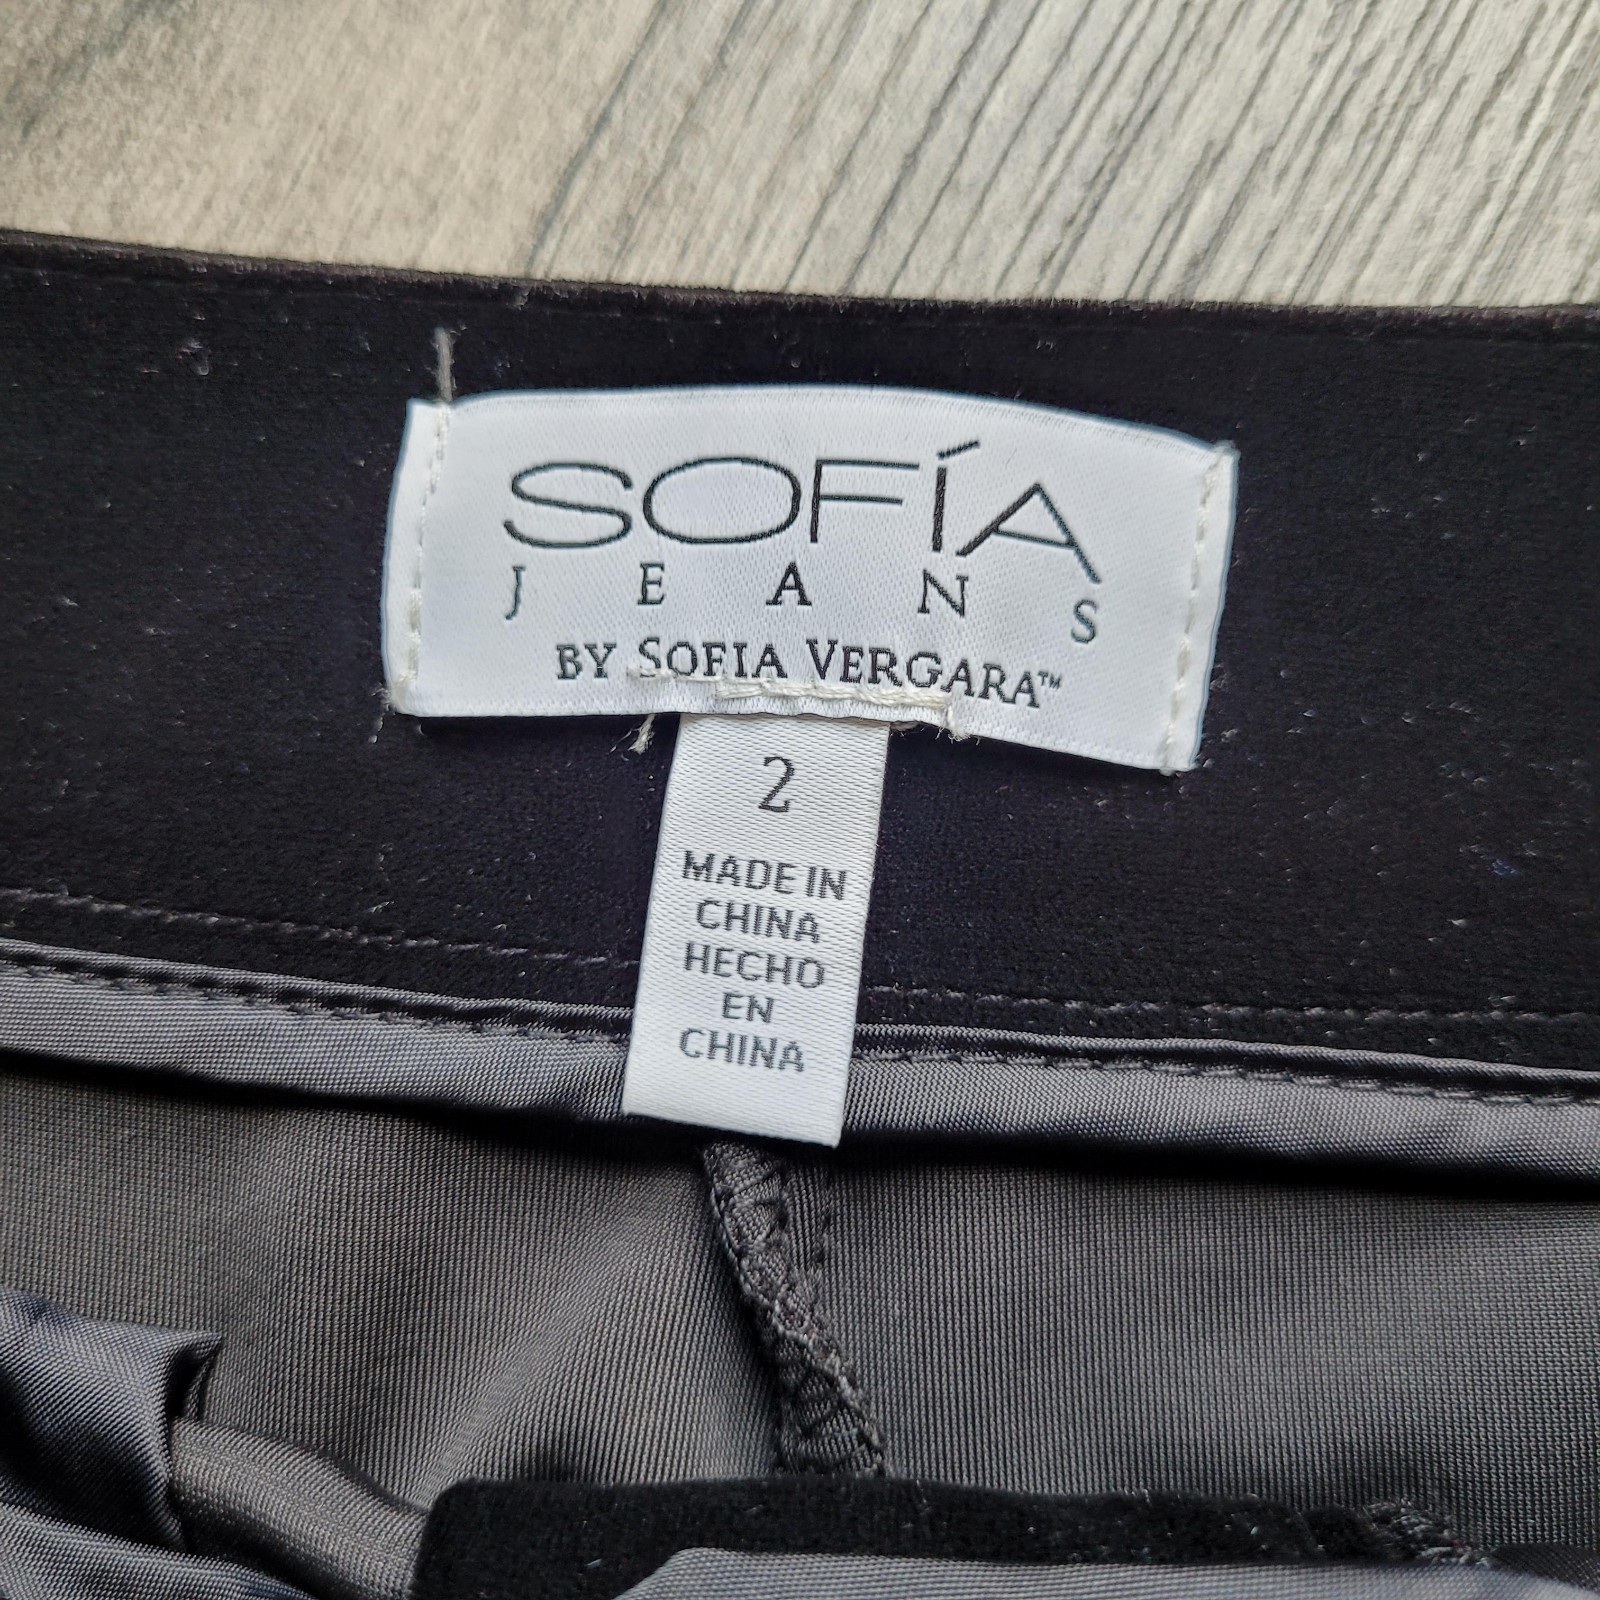 SOFÍA
JEANS
BY SOFIA VERGARA™
2
MADE IN
CHINA
HECHO
EN
CHINA